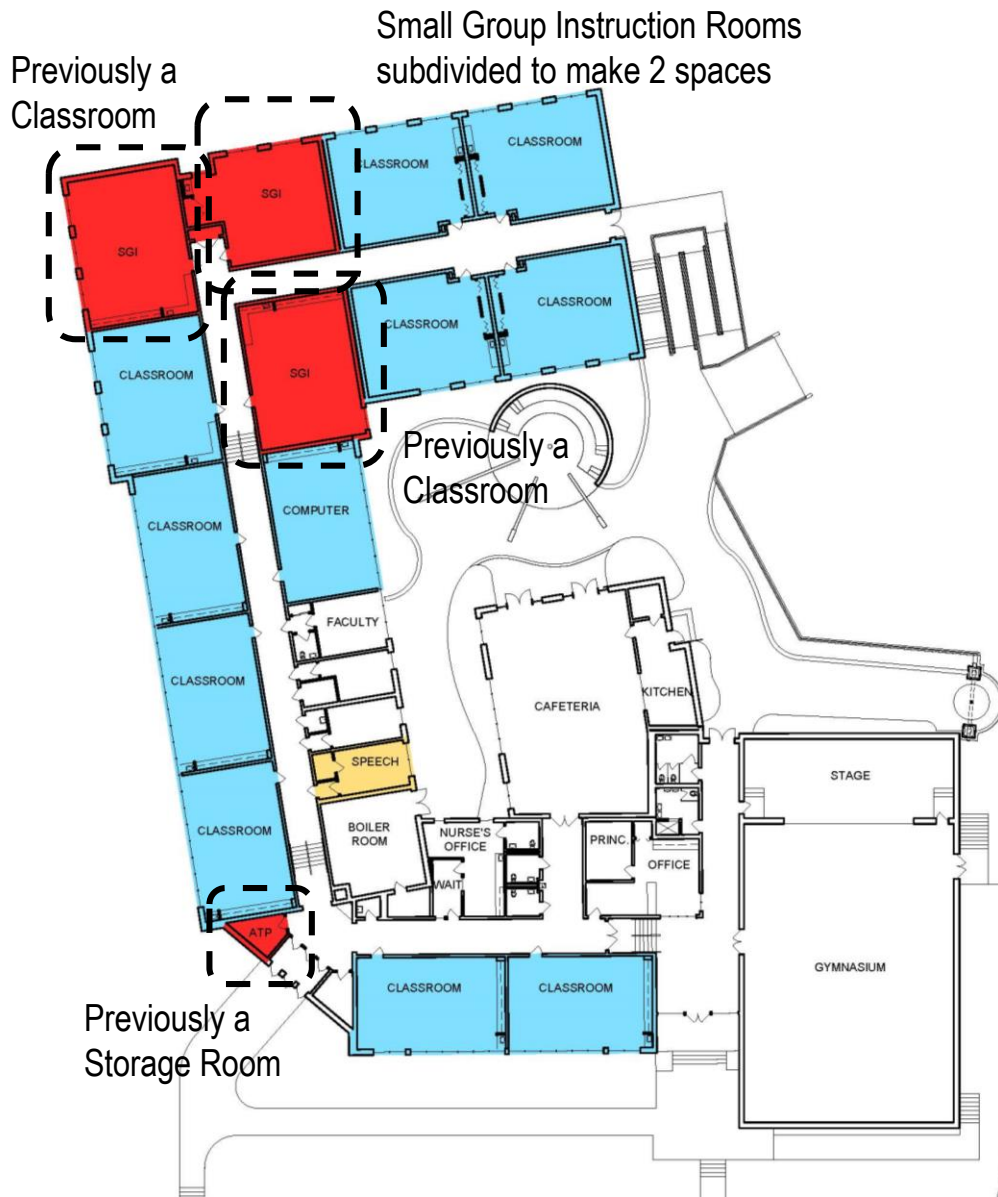 Small Group Instruction Rooms
subdivided to make 2 spaces
Previously a
Classroom
CLASSROOM
CLASSROOM
SGI
SGI
CLASSROOM
CLASSROOM
SGI
CLASSROOM
Previously a
Classroom
COMPUTER
CLASSROOM
FACULTY
CLASSROOM
KITCHEN
CAFETERIA
SPEECH
STAGE
CLASSROOM
BOILER
ROOM
NURSE'S
OFFICE
PRINC.
OFFICE
WAIT
ATP
GYMNASIUM
CLASSROOM
CLASSROOM
Previously a
Storage Room